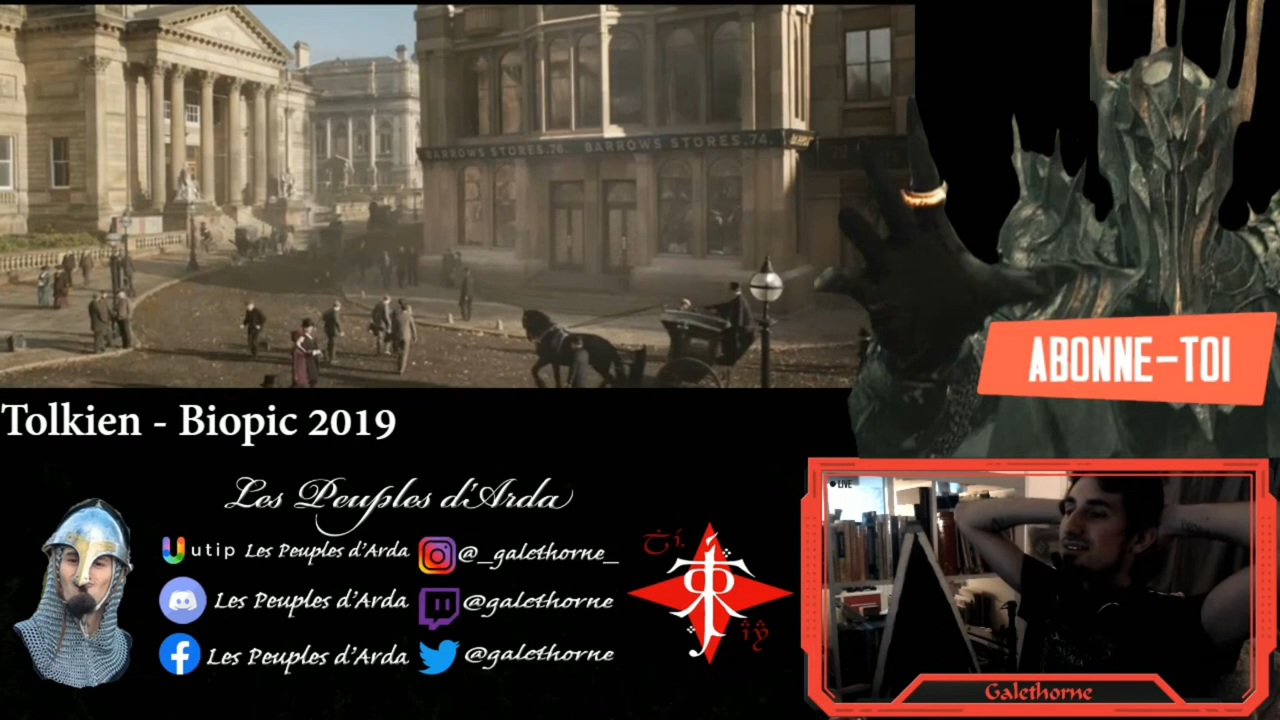 BARROWS STORES.76. BARROWS STORES.74.
ABONNE-TOI
Tolkien - Biopic 2019
Les Peuples d'Arda
utip Les Peuples d'Arda
@_galethorne_
Les Peuples d'Arda
@galethorne
Les Peuples d'Arda
@galethorne
LIVE
Galethorne